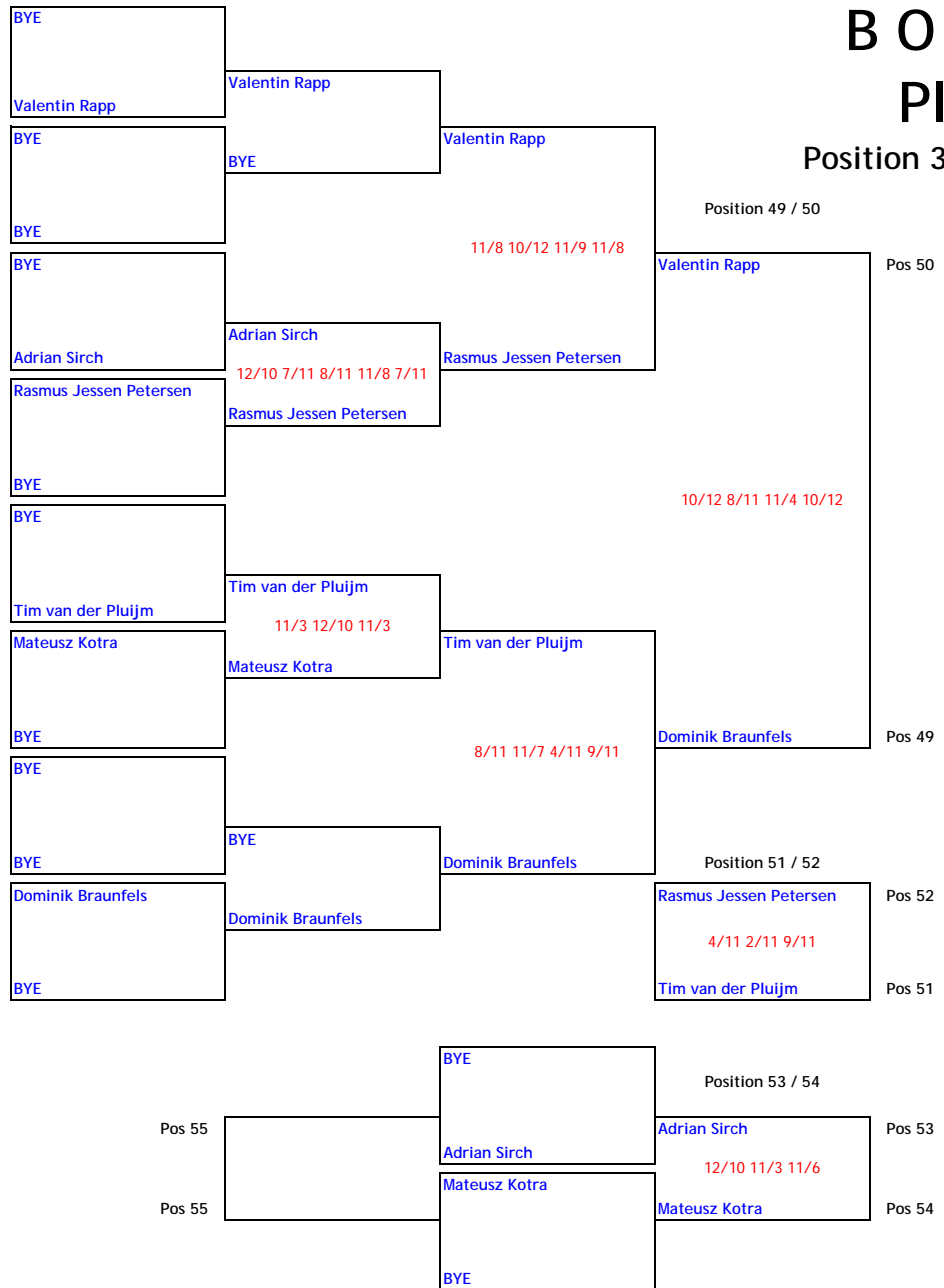 B O
Pl
Position 3
BYE
Valentin Rapp
BYE
BYE
BYE
Adrian Sirch
Rasmus Jessen Petersen
BYE
BYE
Tim van der Pluijm
Mateusz Kotra
BYE
BYE
BYE
Dominik Braunfels
BYE
Valentin Rapp
BYE
Adrian Sirch
12/10 7/11 8/11 11/8 7/11
Rasmus Jessen Petersen
Tim van der Pluijm
11/3 12/10 11/3
Mateusz Kotra
BYE
Dominik Braunfels
Valentin Rapp
11/8 10/12 11/9 11/8
Rasmus Jessen Petersen
Tim van der Pluijm
8/11 11/7 4/11 9/11
Dominik Braunfels
Position 49 / 50
Valentin Rapp
Pos 50
10/12 8/11 11/4 10/12
Dominik Braunfels
Pos 49
Position 51 / 52
Rasmus Jessen Petersen
Pos 52
4/11 2/11 9/11
Tim van der Pluijm
Pos 51
Pos 55
Pos 55
BYE
Adrian Sirch
Mateusz Kotra
BYE
Position 53 / 54
Adrian Sirch
Pos 53
12/10 11/3 11/6
Mateusz Kotra
Pos 54